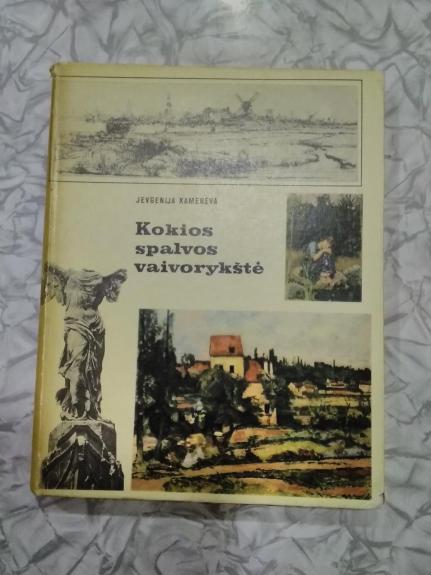 JEVGENIJA KAMENEVA
Kokios
spalvos
vaivorykštė